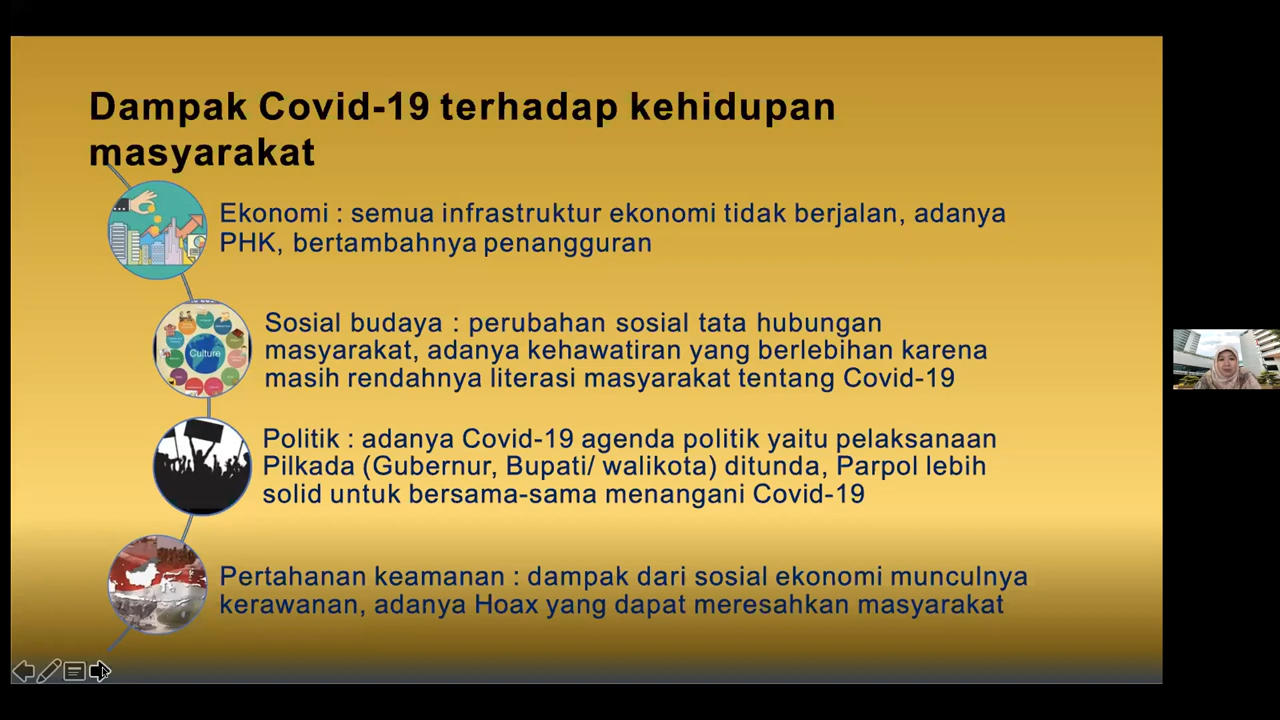 Dampak Covid-19 terhadap kehidupan
masyarakat
Ekonomi : semua infrastruktur ekonomi tidak berjalan, adanya
PHK, bertambahnya penangguran
Sosial budaya : perubahan sosial tata hubungan
masyarakat, adanya kehawatiran yang berlebihan karena
masih rendahnya literasi masyarakat tentang Covid-19
Culture
Politik : adanya Covid-19 agenda politik yaitu pelaksanaan
Pilkada (Gubernur, Bupati/ walikota) ditunda, Parpol lebih
solid untuk bersama-sama menangani Covid-19
Pertahanan keamanan : dampak dari sosial ekonomi munculnya
kerawanan, adanya Hoax yang dapat meresahkan masyarakat